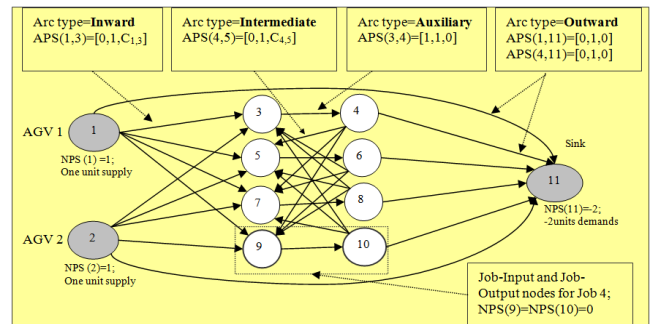 Arc type=Inward
APS(1,3)=[0,1,C1,3]
Arc type=Intermediate
APS(4,5)=[0,1,C4,5]
Arc type=Auxiliary
APS(3,4)=[1,1,0]
Arc type=Outward
APS(1,11)=[0,1,0]
APS(4,11)=[0,1,0]
AGV 1
1
NPS (1) =1;
One unit supply
3
4
5
6
7
8
9
10
Sink
11
NPS(11)=-2;
-2units demands
AGV 2
2
NPS (2)=1;
One unit supply
Job-Input and Job-
Output nodes for Job 4;
NPS(9)=NPS(10)=0